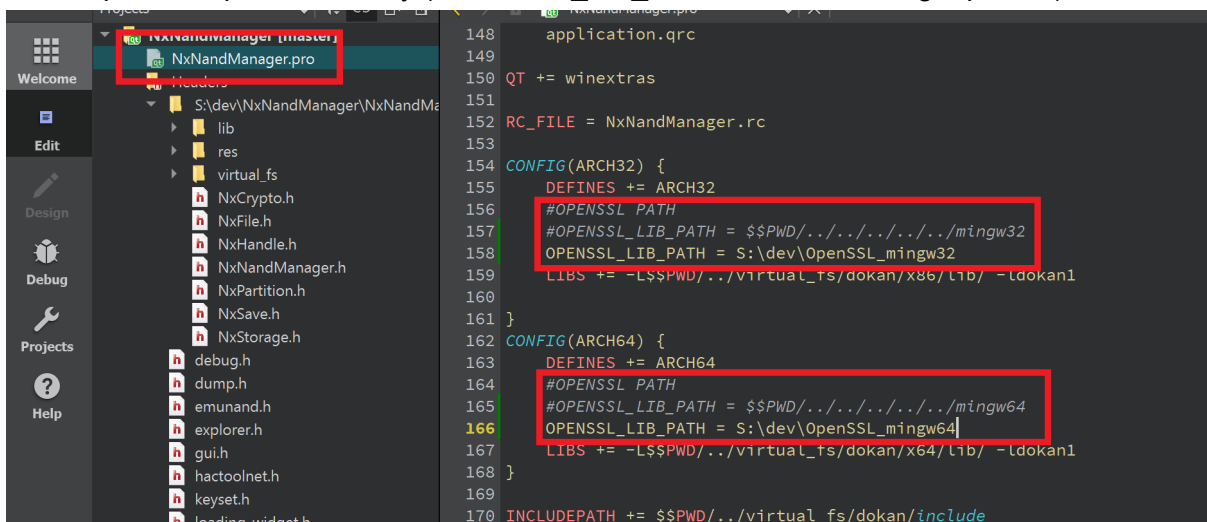 Projects
NxNandManager.pro
NxNandManager [master]
NxNandManager.pro
Headers
S:\dev\NxNandManager\NxNandMa
lib
res
virtual_fs
NxCrypto.h
NxFile.h
NxHandle.h
NxNandManager.h
NxPartition.h
NxSave.h
NxStorage.h
debug.h
dump.h
emunand.h
explorer.h
gui.h
hactoolnet.h
keyset.h
loading_widget.h
Welcome
Edit
Design
Debug
Projects
Help
148 application.qrc
149
150 QT += winextras
151
152 RC_FILE = NxNandManager.rc
153
154 CONFIG(ARCH32) {
155 DEFINES += ARCH32
156 #OPENSSL PATH
157 #OPENSSL_LIB_PATH = $$PWD/../../../../../mingw32
158 OPENSSL_LIB_PATH = S:\dev\OpenSSL_mingw32
159 LIBS += -L$$PWD/../virtual_fs/dokan/x86/lib/ -ldokan1
160
161 }
162 CONFIG(ARCH64) {
163 DEFINES += ARCH64
164 #OPENSSL PATH
165 #OPENSSL_LIB_PATH = $$PWD/../../../../../mingw64
166 OPENSSL_LIB_PATH = S:\dev\OpenSSL_mingw64
167 LIBS += -L$$PWD/../virtual_fs/dokan/x64/lib/ -ldokan1
168 }
169
170 INCLUDEPATH += $$PWD/../virtual_fs/dokan/include